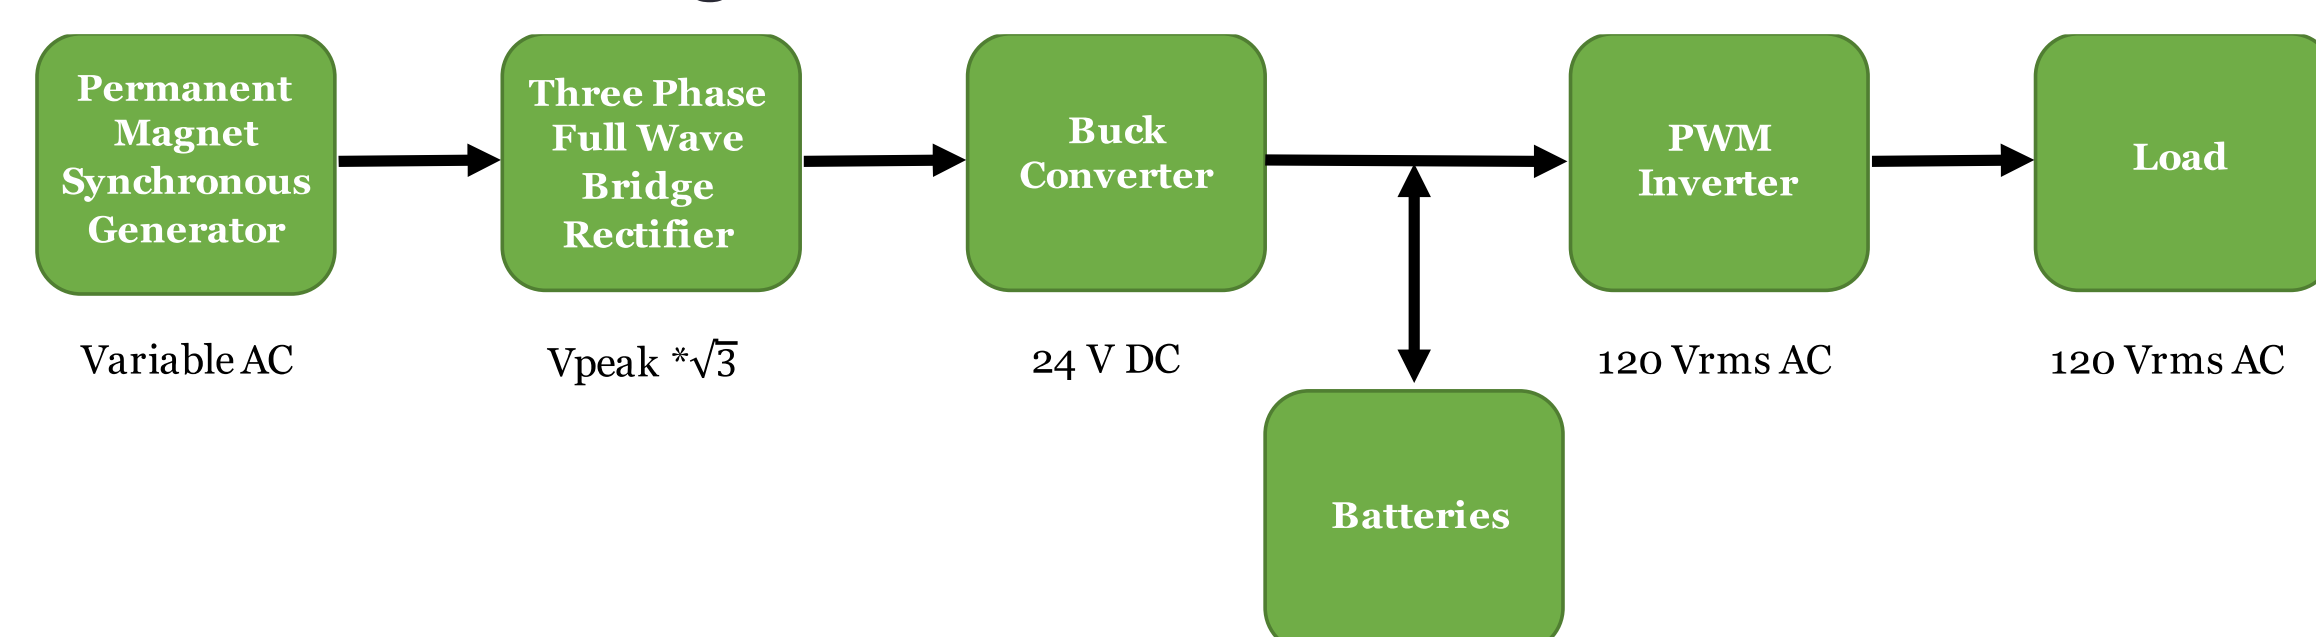 Permanent
Magnet
Synchronous
Generator
Three Phase
Full Wave
Bridge
Rectifier
Buck
Converter
PWM
Inverter
Load
Variable AC
Vpeak *√3
24 V DC
120 Vrms AC
120 Vrms AC
Batteries